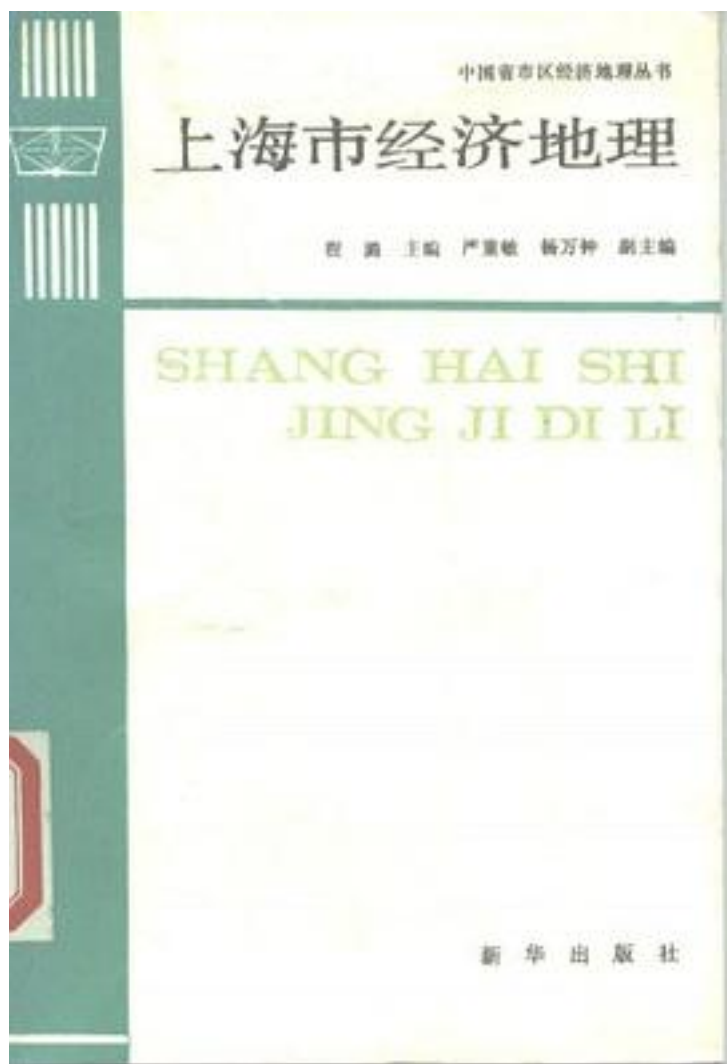 中国省市区经济地理丛书
上海市经济地理
程 潞 主编 严重敏 杨万钟 副主编
SHANG HAI SHI
JING JI DI LI
新华出版社